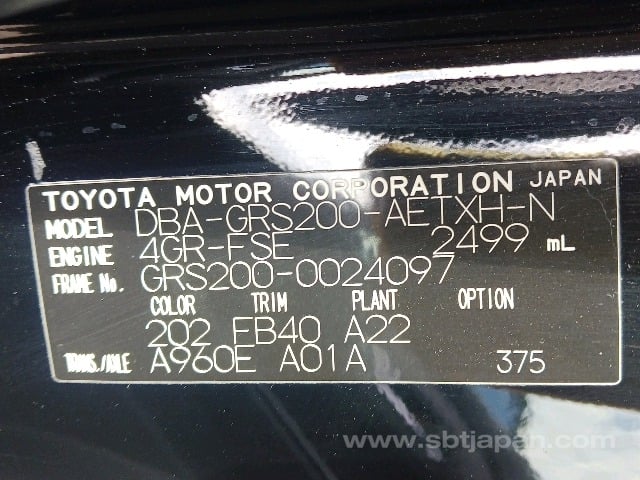 TOYOTA MOTOR CORPORATION JAPAN
MODEL DBA-GRS200-AETXH-N
ENGINE 4GR-FSE 2499 mL
FRAME No. GRS200-0024097
COLOR TRIM PLANT OPTION
202 EB40 A22
TRANS./AXLE A960E A01A 375
www.sbtjapan.com